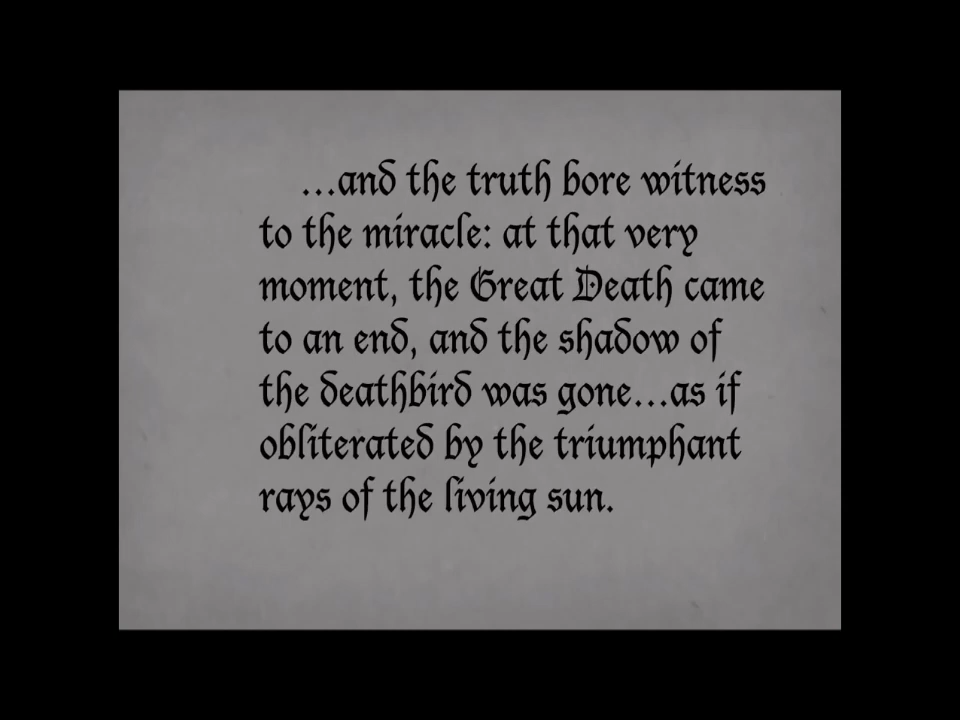 ...and the truth bore witness
to the miracle: at that very
moment, the Great Death came
to an end, and the shadow of
the deathbird was gone...as if
obliterated by the triumphant
rays of the living sun.